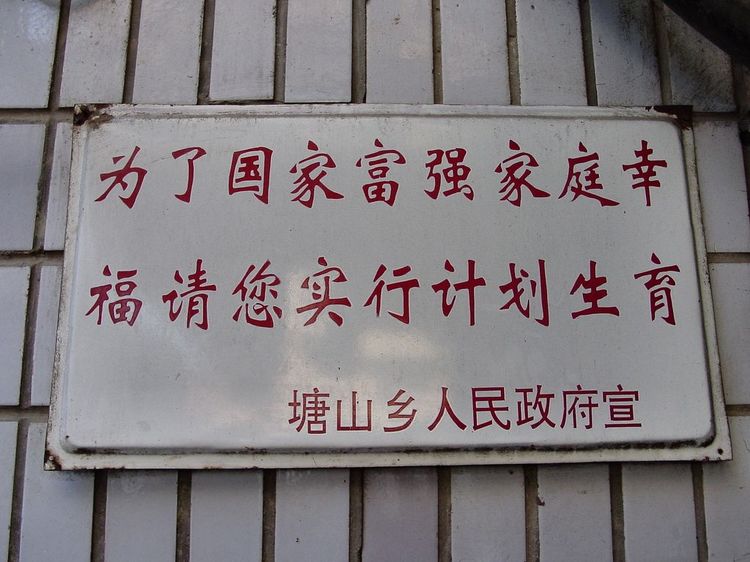 为了国家富强家庭幸
福请您实行计划生育
塘山乡人民政府宣